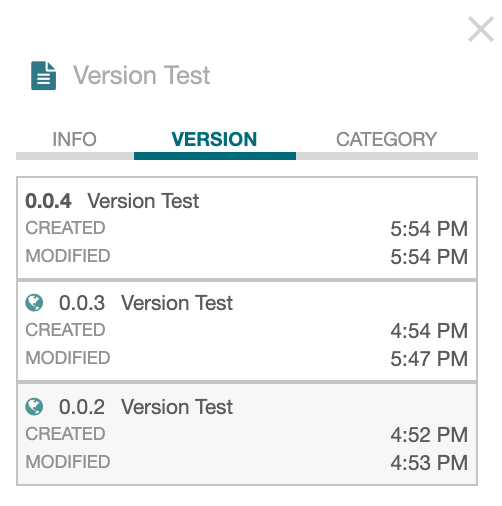 Version Test
INFO VERSION CATEGORY
0.0.4 Version Test
CREATED 5:54 PM
MODIFIED 5:54 PM
0.0.3 Version Test
CREATED 4:54 PM
MODIFIED 5:47 PM
0.0.2 Version Test
CREATED 4:52 PM
MODIFIED 4:53 PM